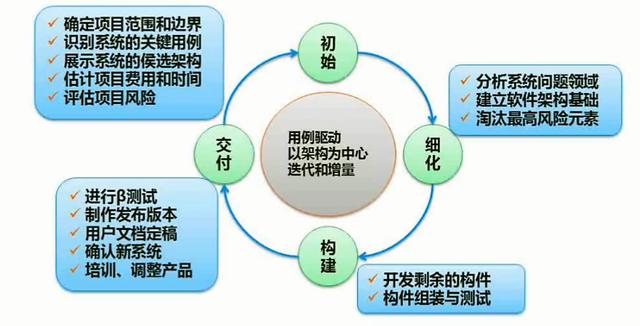 确定项目范围和边界
识别系统的关键用例
展示系统的侯选架构
估计项目费用和时间
评估项目风险
初
始
分析系统问题领域
建立软件架构基础
淘汰最高风险元素
细
化
用例驱动
以架构为中心
迭代和增量
交
付
进行β测试
制作发布版本
用户文档定稿
确认新系统
培训、调整产品
构
建
开发剩余的构件
构件组装与测试